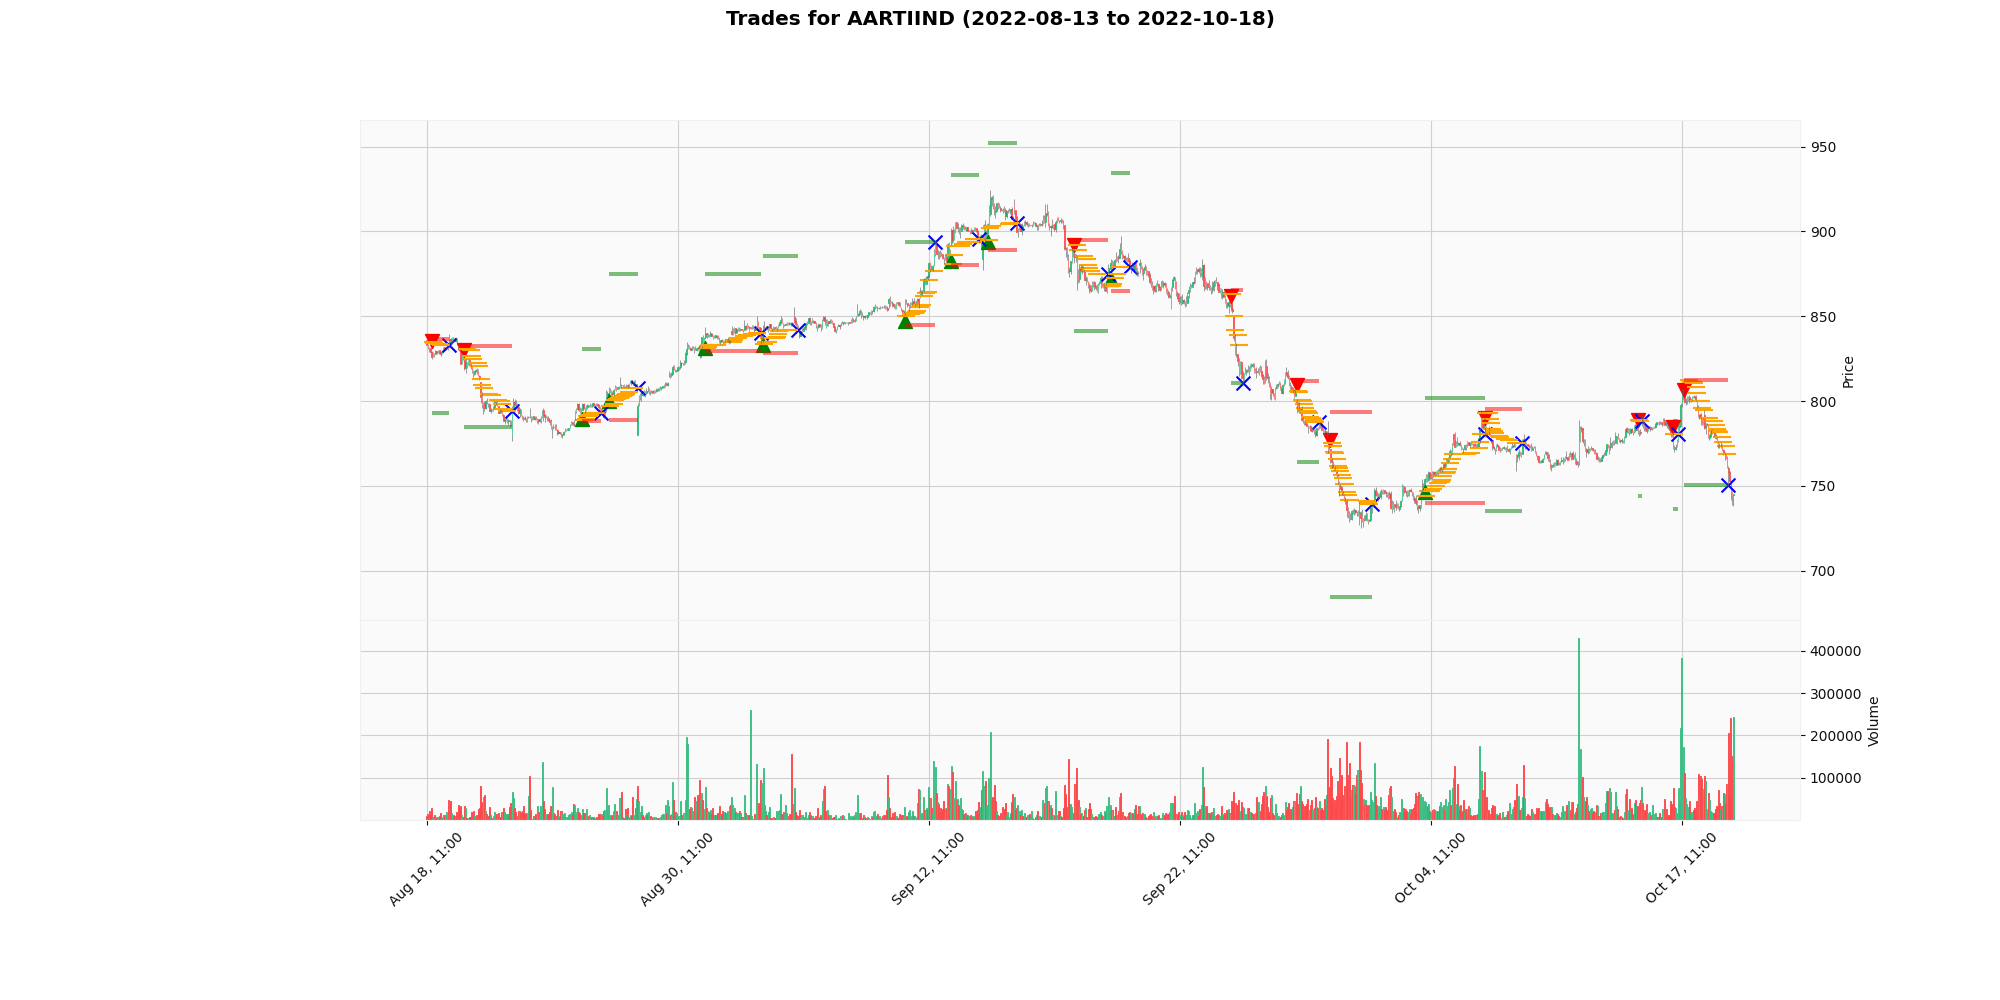 Trades for AARTIIND (2022-08-13 to 2022-10-18)
950
900
850
800
750
700
Price
400000
300000
200000
100000
Volume
Aug 18, 11:00
Aug 30, 11:00
Sep 12, 11:00
Sep 22, 11:00
Oct 04, 11:00
Oct 17, 11:00